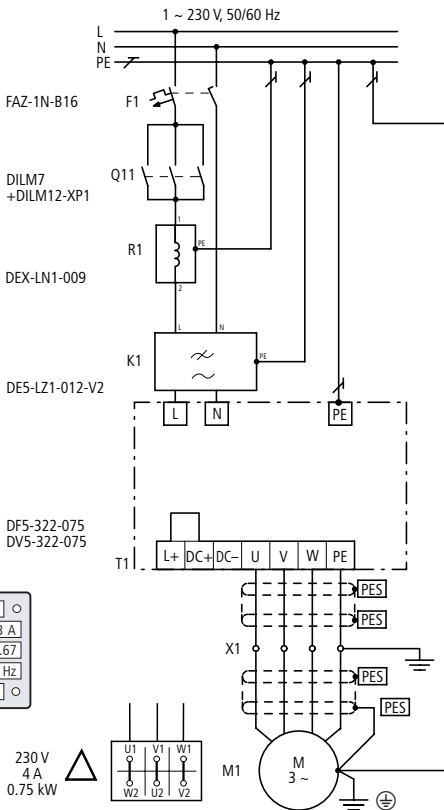 1 ~ 230 V, 50/60 Hz
L
N
PE
FAZ-1N-B16
F1
DILM7
+DILM12-XP1
Q11
1
R1
PE
DEX-LN1-009
2
L N
K1
PE
DE5-LZ1-012-V2
L N PE
DF5-322-075
DV5-322-075
T1
L+ DC+ DC– U V W PE
PES
PES
X1
PES
PES
A
.67
Hz
230 V
4 A
0.75 kW
U1 V1 W1
W2 U2 V2
M1
M
3 ~